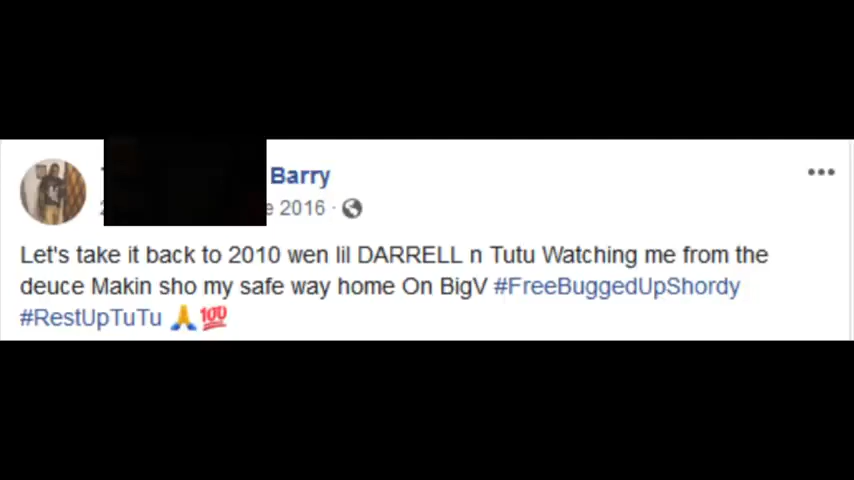 Barry
e 2016 ·
Let's take it back to 2010 wen lil DARRELL n Tutu Watching me from the
deuce Makin sho my safe way home On BigV #FreeBuggedUpShordy
#RestUpTuTu 🙏💯